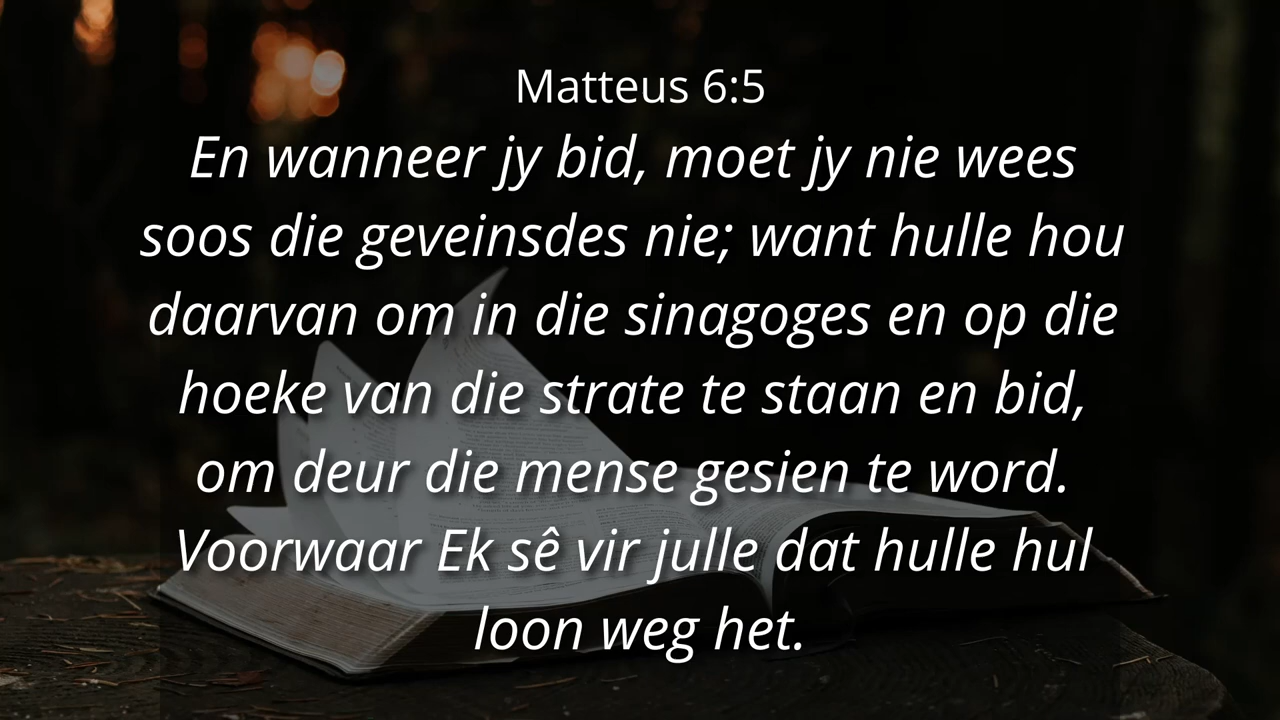 Matteus 6:5
En wanneer jy bid, moet jy nie wees
soos die geveinsdes nie; want hulle hou
daarvan om in die sinagoges en op die
hoeke van die strate te staan en bid,
om deur die mense gesien te word.
Voorwaar Ek sê vir julle dat hulle hul
loon weg het.